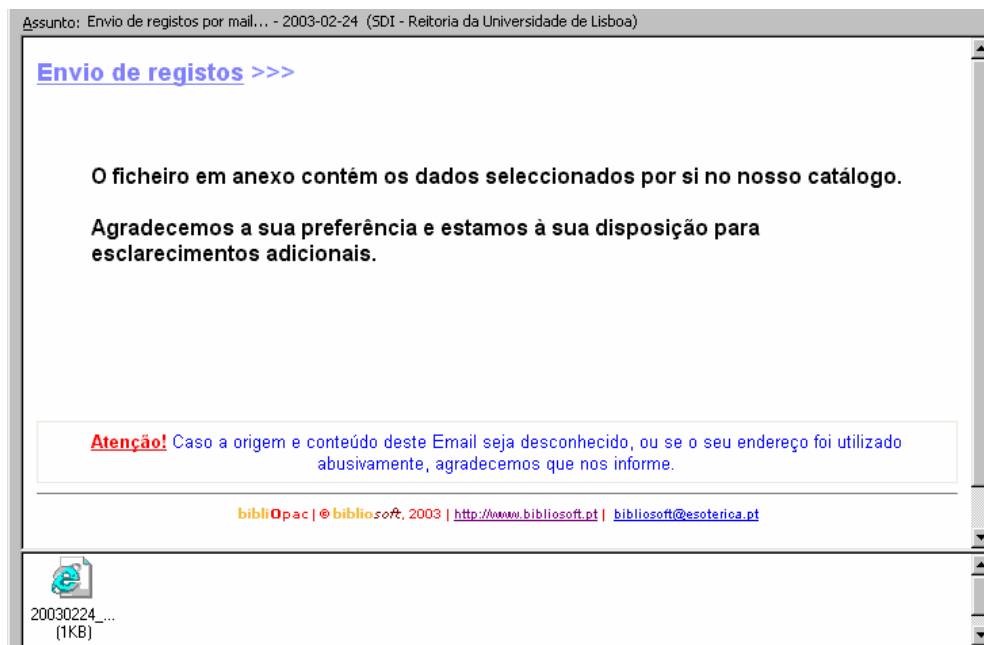 Assunto: Envio de registos por mail... - 2003-02-24 (SDI - Reitoria da Universidade de Lisboa)
Envio de registos >>>
O ficheiro em anexo contém os dados seleccionados por si no nosso catálogo.
Agradecemos a sua preferência e estamos à sua disposição para
esclarecimentos adicionais.
Atenção! Caso a origem e conteúdo deste Email seja desconhecido, ou se o seu endereço foi utilizado
abusivamente, agradecemos que nos informe.
bibliOpac | © bibliosoft, 2003 | http://www.bibliosoft.pt | bibliosoft@esoterica.pt
20030224_...
(1KB)